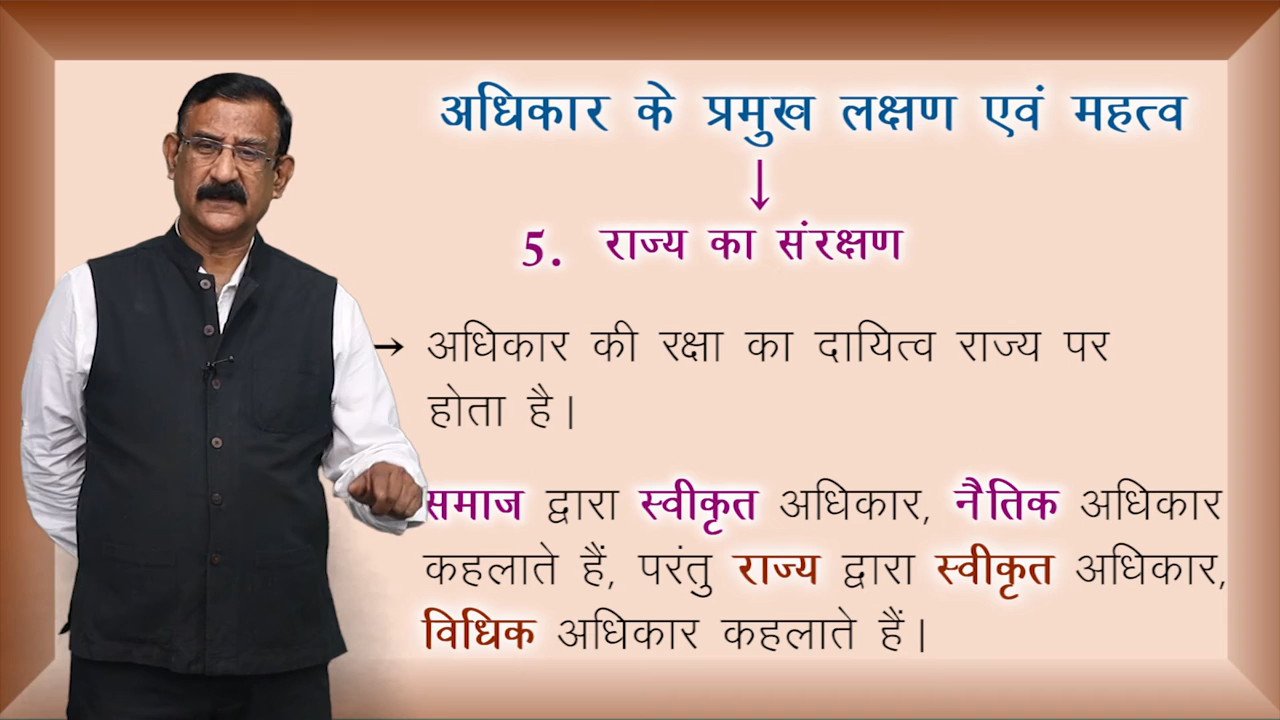 अधिकार के प्रमुख लक्षण एवं महत्व
↓
5. राज्य का संरक्षण
→ अधिकार की रक्षा का दायित्व राज्य पर
होता है।
समाज द्वारा स्वीकृत अधिकार, नैतिक अधिकार
कहलाते हैं, परंतु राज्य द्वारा स्वीकृत अधिकार,
विधिक अधिकार कहलाते हैं।